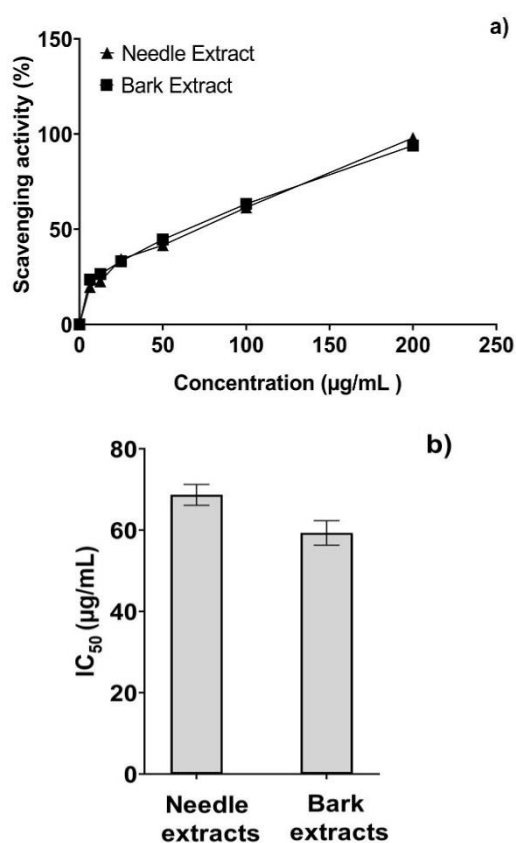 a)
150
Needle Extract
Bark Extract
100
50
0
Scavenging activity (%)
0 50 100 150 200 250
Concentration (µg/mL )
b)
80
60
40
20
0
IC50 (µg/mL)
Needle extracts
Bark extracts